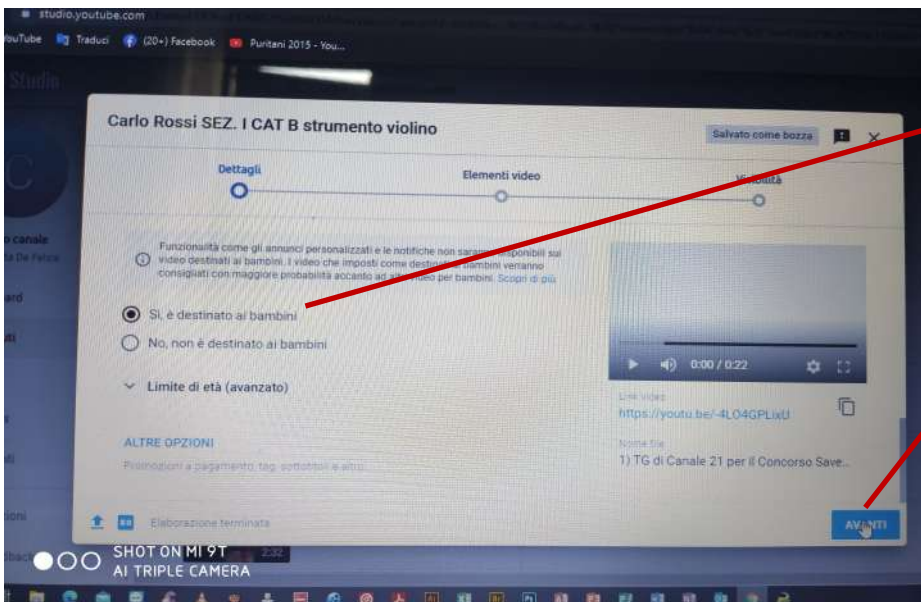 studio.youtube.com
YouTube Traduci (20+) Facebook Puritani 2015 - You...
Studio
Carlo Rossi SEZ. I CAT B strumento violino
Salvato come bozza
Dettagli Elementi video Visibilità
Funzionalità come gli annunci personalizzati e le notifiche non saranno disponibili sui
video destinati ai bambini. I video che imposti come destinati ai bambini verranno
consigliati con maggiore probabilità accanto ad altri video per bambini. Scopri di più
Sì, è destinato ai bambini
No, non è destinato ai bambini
Limite di età (avanzato)
ALTRE OPZIONI
Promozioni a pagamento, tag, sottotitoli e altro
0:00 / 0:22
Link video
https://youtu.be/-4LO4GPLixU
Nome file
1) TG di Canale 21 per il Concorso Save...
Elaborazione terminata
AVANTI
2:32
SHOT ON MI 9T
AI TRIPLE CAMERA